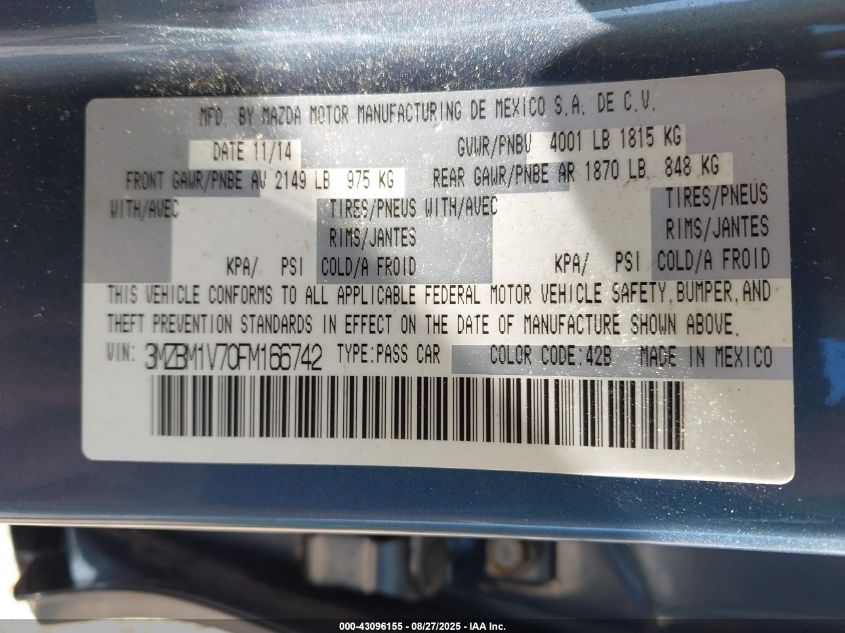 MFD. BY MAZDA MOTOR MANUFACTURING DE MEXICO S.A. DE C.V.
DATE 11/14 GVWR/PNBV 4001 LB 1815 KG
FRONT GAWR/PNBE AV 2149 LB 975 KG REAR GAWR/PNBE AR 1870 LB 848 KG
WITH/AVEC TIRES/PNEUS WITH/AVEC TIRES/PNEUS
RIMS/JANTES RIMS/JANTES
KPA/ PSI COLD/A FROID KPA/ PSI COLD/A FROID
THIS VEHICLE CONFORMS TO ALL APPLICABLE FEDERAL MOTOR VEHICLE SAFETY, BUMPER, AND
THEFT PREVENTION STANDARDS IN EFFECT ON THE DATE OF MANUFACTURE SHOWN ABOVE.
VIN: 3MZBM1V70FM166742 TYPE:PASS CAR COLOR CODE:42B MADE IN MEXICO
000-43096155 - 08/27/2025 - IAA Inc.